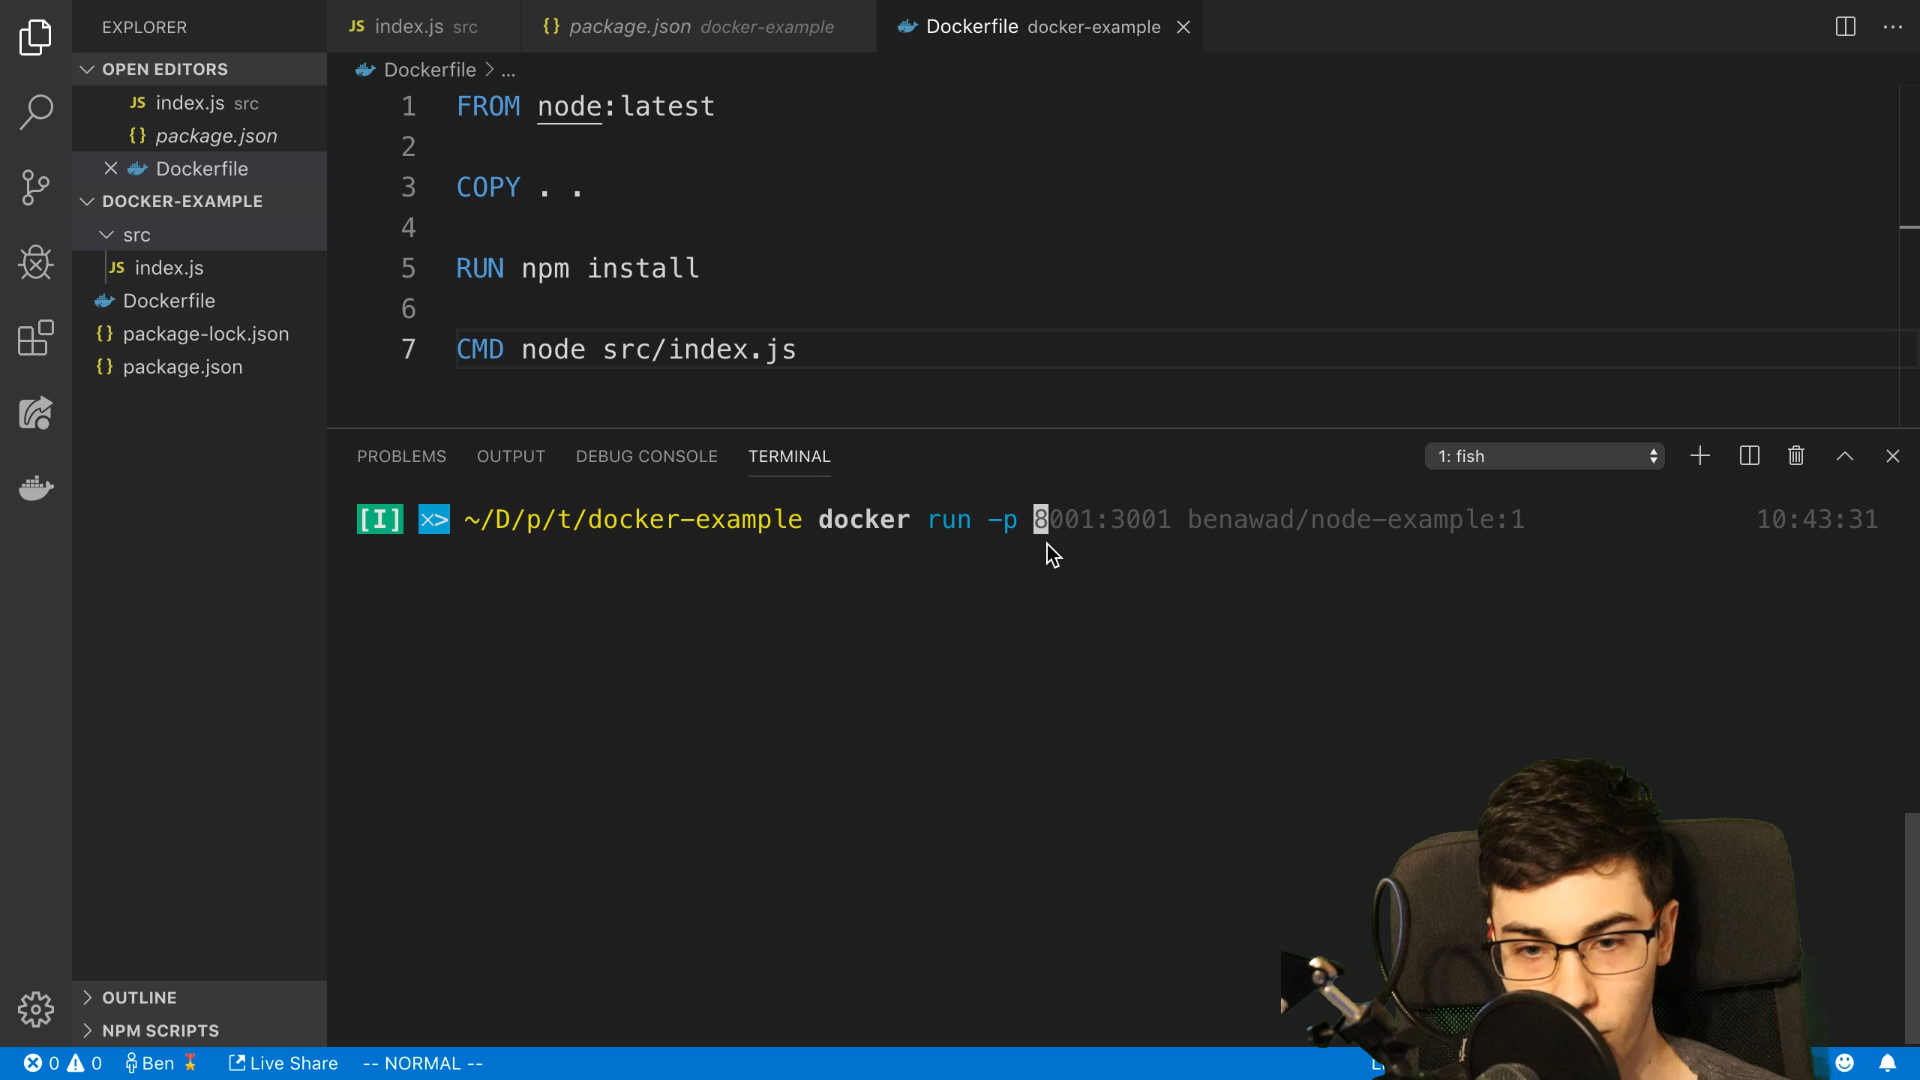 EXPLORER
JS index.js src
{} package.json docker-example
Dockerfile docker-example
OPEN EDITORS
JS index.js src
{} package.json
Dockerfile
DOCKER-EXAMPLE
src
JS index.js
Dockerfile
{} package-lock.json
{} package.json
OUTLINE
NPM SCRIPTS
Dockerfile > ...
1 FROM node:latest
2
3 COPY . .
4
5 RUN npm install
6
7 CMD node src/index.js
PROBLEMS OUTPUT DEBUG CONSOLE TERMINAL
1: fish
[I] ×> ~/D/p/t/docker-example docker run -p 8001:3001 benawad/node-example:1 10:43:31
0 0 Ben Live Share -- NORMAL --